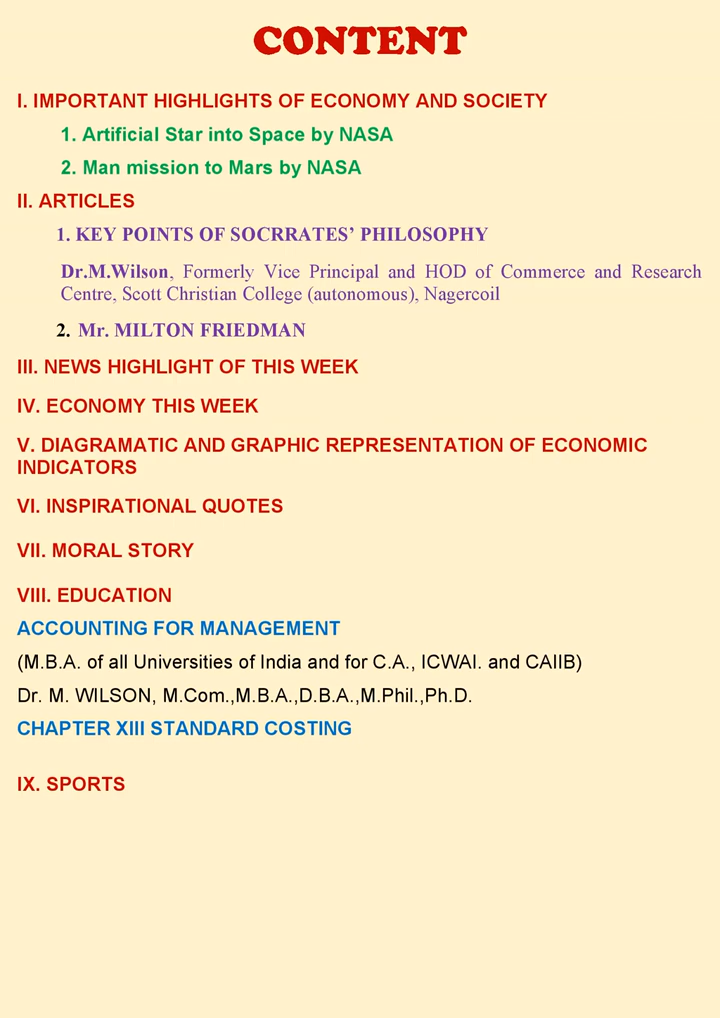 CONTENT
I. IMPORTANT HIGHLIGHTS OF ECONOMY AND SOCIETY
1. Artificial Star into Space by NASA
2. Man mission to Mars by NASA
II. ARTICLES
1. KEY POINTS OF SOCRRATES’ PHILOSOPHY
Dr.M.Wilson, Formerly Vice Principal and HOD of Commerce and Research
Centre, Scott Christian College (autonomous), Nagercoil
2. Mr. MILTON FRIEDMAN
III. NEWS HIGHLIGHT OF THIS WEEK
IV. ECONOMY THIS WEEK
V. DIAGRAMATIC AND GRAPHIC REPRESENTATION OF ECONOMIC
INDICATORS
VI. INSPIRATIONAL QUOTES
VII. MORAL STORY
VIII. EDUCATION
ACCOUNTING FOR MANAGEMENT
(M.B.A. of all Universities of India and for C.A., ICWAI. and CAIIB)
Dr. M. WILSON, M.Com.,M.B.A.,D.B.A.,M.Phil.,Ph.D.
CHAPTER XIII STANDARD COSTING
IX. SPORTS